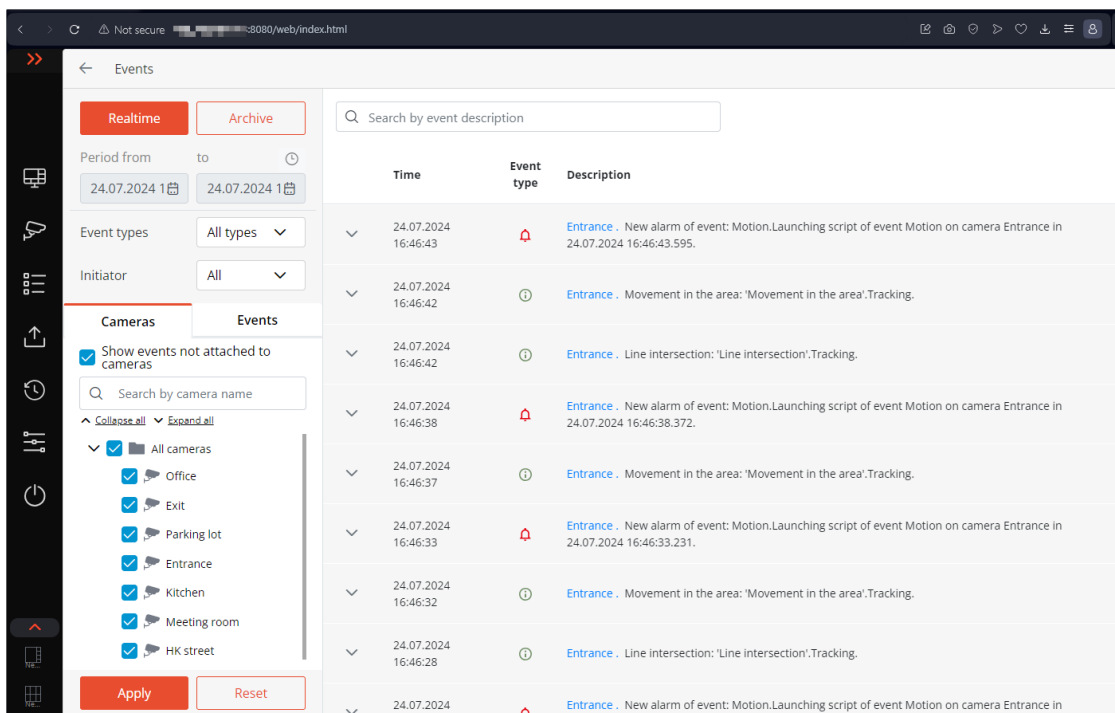 Not secure
:8080/web/index.html
Events
Realtime
Archive
Period from
to
24.07.2024 1
24.07.2024 1
Event types
All types
Initiator
All
Cameras
Events
Show events not attached to
cameras
Search by camera name
Collapse all
Expand all
All cameras
Office
Exit
Parking lot
Entrance
Kitchen
Meeting room
HK street
Apply
Reset
Ne...
Ne...
Search by event description
Time
Event
type
Description
24.07.2024
16:46:43
Entrance . New alarm of event: Motion.Launching script of event Motion on camera Entrance in
24.07.2024 16:46:43.595.
24.07.2024
16:46:42
Entrance . Movement in the area: 'Movement in the area'.Tracking.
24.07.2024
16:46:42
Entrance . Line intersection: 'Line intersection'.Tracking.
24.07.2024
16:46:38
Entrance . New alarm of event: Motion.Launching script of event Motion on camera Entrance in
24.07.2024 16:46:38.372.
24.07.2024
16:46:37
Entrance . Movement in the area: 'Movement in the area'.Tracking.
24.07.2024
16:46:33
Entrance . New alarm of event: Motion.Launching script of event Motion on camera Entrance in
24.07.2024 16:46:33.231.
24.07.2024
16:46:32
Entrance . Movement in the area: 'Movement in the area'.Tracking.
24.07.2024
16:46:28
Entrance . Line intersection: 'Line intersection'.Tracking.
24.07.2024
Entrance . New alarm of event: Motion.Launching script of event Motion on camera Entrance in